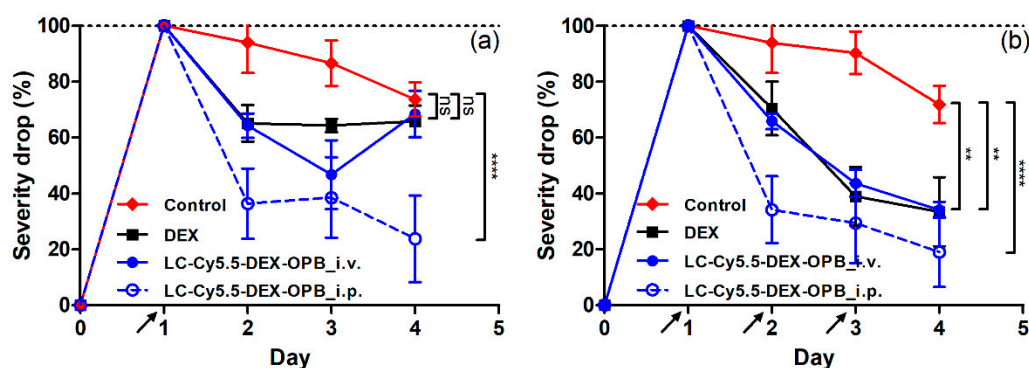 (a)
Severity drop (%)
100
80
60
40
20
0
ns
ns
****
Control
DEX
LC-Cy5.5-DEX-OPB_i.v.
LC-Cy5.5-DEX-OPB_i.p.
0 1 2 3 4 5
Day
(b)
Severity drop (%)
100
80
60
40
20
0
**
**
****
Control
DEX
LC-Cy5.5-DEX-OPB_i.v.
LC-Cy5.5-DEX-OPB_i.p.
0 1 2 3 4 5
Day